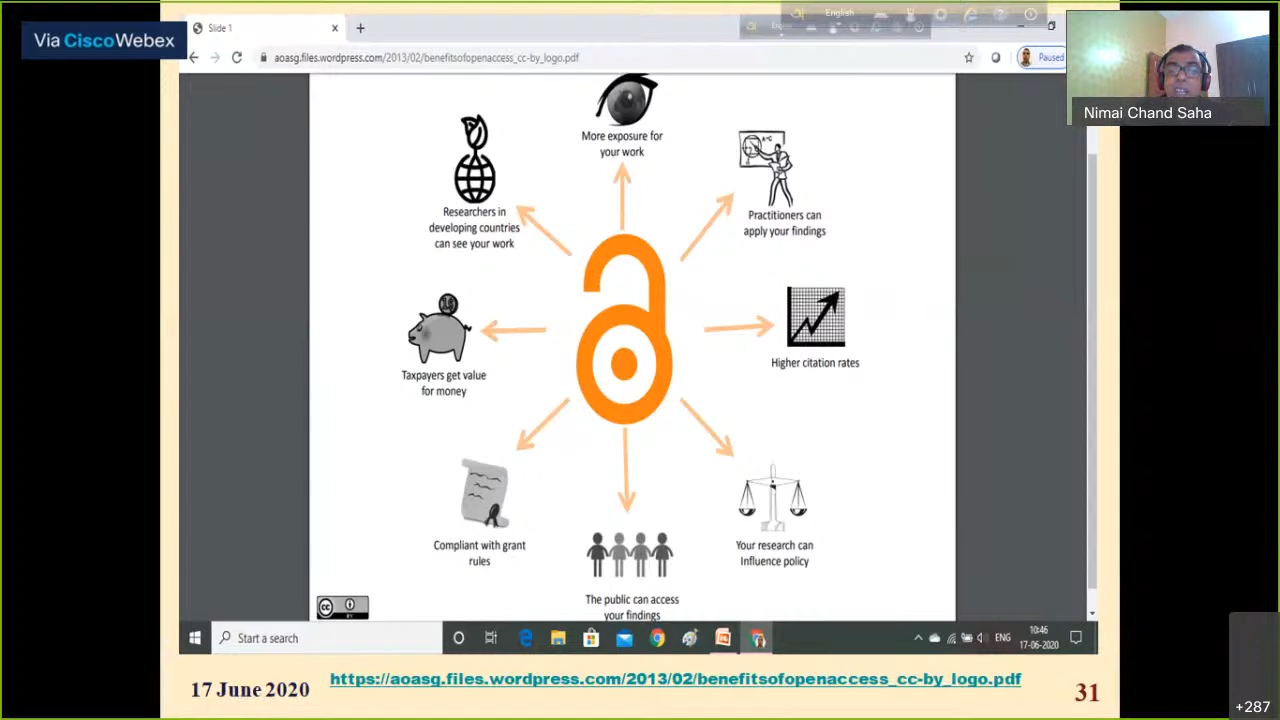 Via CiscoWebex
Slide 1
English
aoasg.files.wordpress.com/2013/02/benefitsofopenaccess_cc-by_logo.pdf
Paused
Nimai Chand Saha
More exposure for
your work
Researchers in
developing countries
can see your work
Practitioners can
apply your findings
Taxpayers get value
for money
Higher citation rates
Compliant with grant
rules
The public can access
your findings
Your research can
Influence policy
cc
BY
Start a search
ENG
10:46
17-06-2020
17 June 2020
https://aoasg.files.wordpress.com/2013/02/benefitsofopenaccess_cc-by_logo.pdf
31
+287